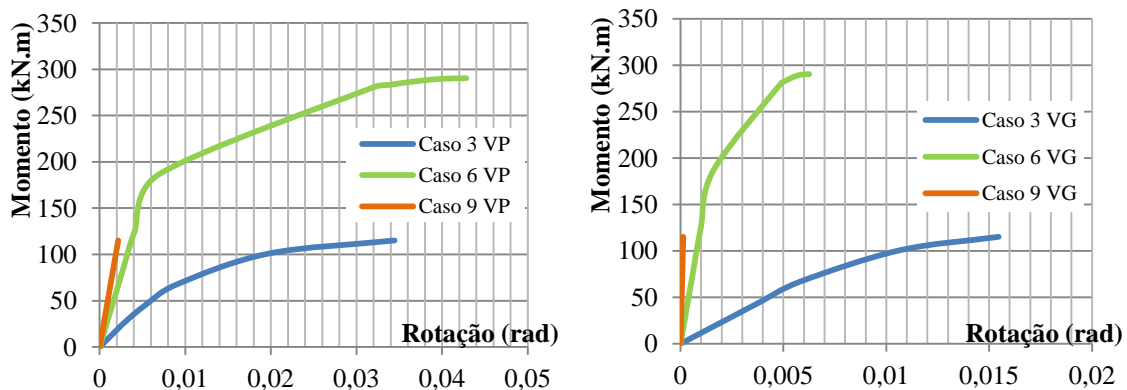 Momento (kN.m)
350
300
250
200
150
100
50
0
Caso 3 VP
Caso 6 VP
Caso 9 VP
Rotação (rad)
0
0,01
0,02
0,03
0,04
0,05
Momento (kN.m)
350
300
250
200
150
100
50
0
Caso 3 VG
Caso 6 VG
Caso 9 VG
Rotação (rad)
0
0,005
0,01
0,015
0,02